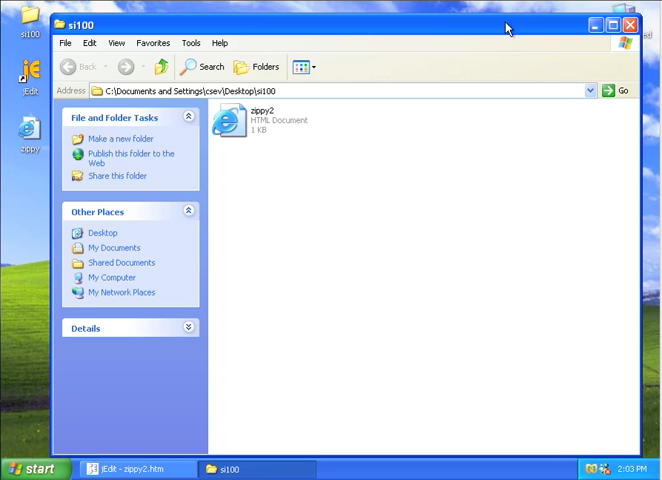 si100
si100
jEdit
zippy
File Edit View Favorites Tools Help
Back Search Folders
Address C:\Documents and Settings\csev\Desktop\si100 Go
File and Folder Tasks
Make a new folder
Publish this folder to the
Web
Share this folder
Other Places
Desktop
My Documents
Shared Documents
My Computer
My Network Places
Details
zippy2
HTML Document
1 KB
start jEdit - zippy2.htm si100 2:03 PM